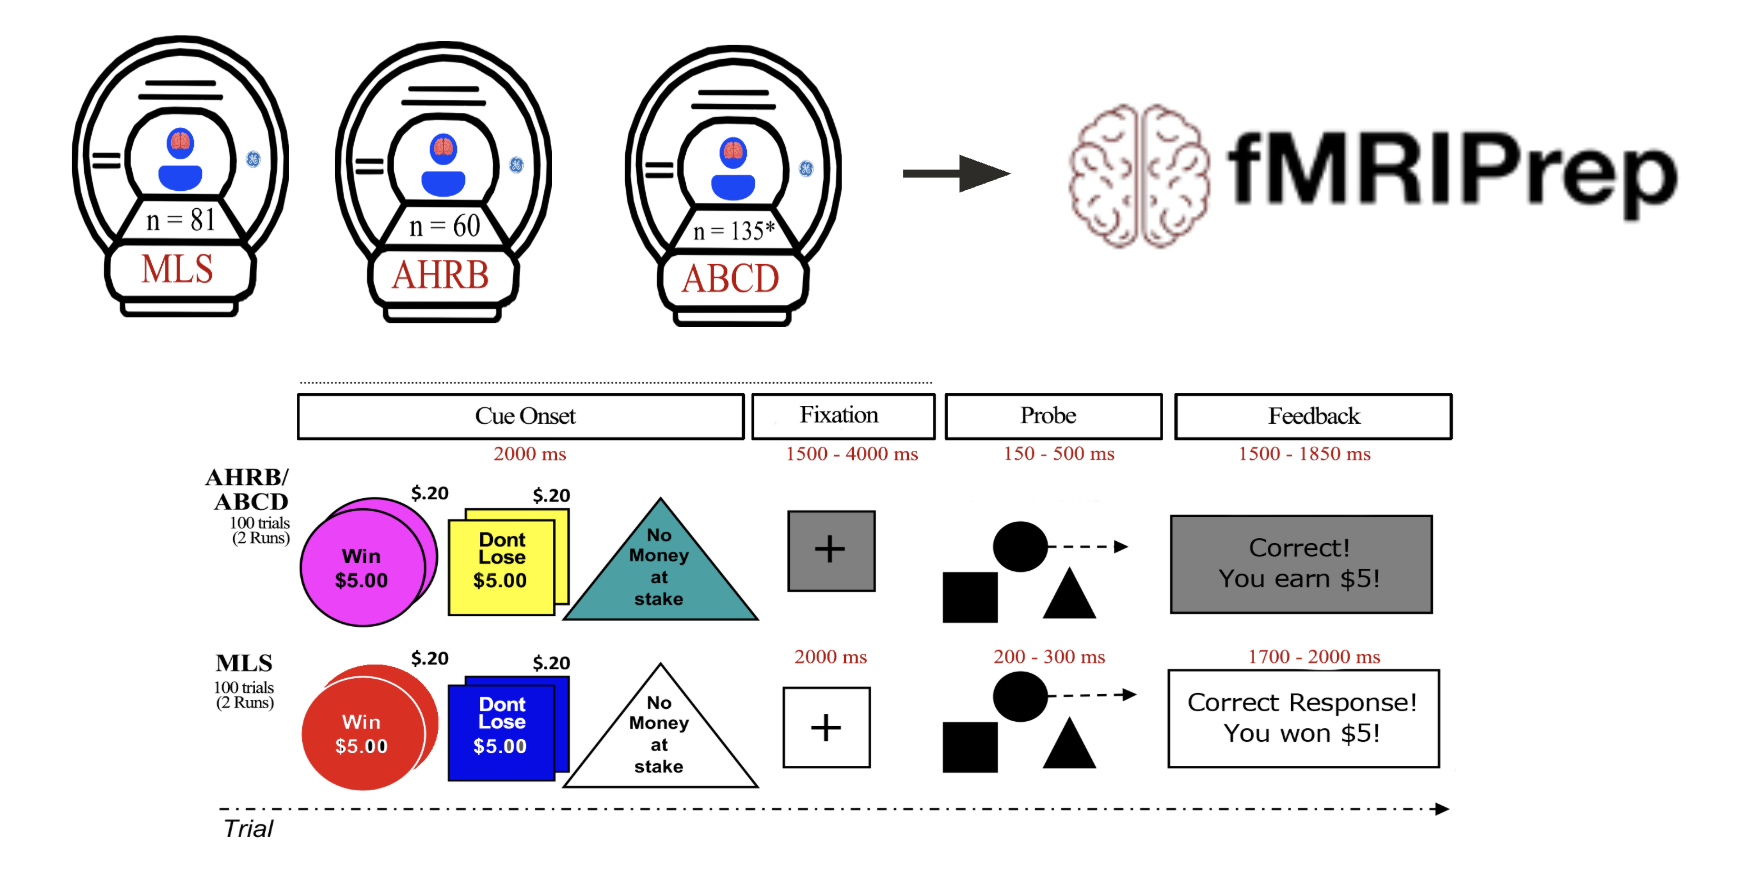 n = 81
MLS
n = 60
AHRB
n = 135*
ABCD
fMRIPrep
Cue Onset
Fixation
Probe
Feedback
2000 ms
1500 - 4000 ms
150 - 500 ms
1500 - 1850 ms
AHRB/
ABCD
100 trials
(2 Runs)
$.20
Win
$5.00
$.20
Dont
Lose
$5.00
No
Money
at
stake
+
Correct!
You earn $5!
MLS
100 trials
(2 Runs)
$.20
Win
$5.00
$.20
Dont
Lose
$5.00
No
Money
at
stake
2000 ms
+
200 - 300 ms
1700 - 2000 ms
Correct Response!
You won $5!
Trial